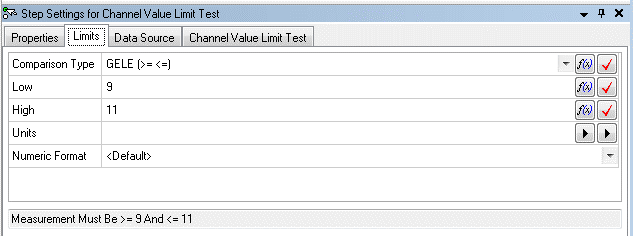 Step Settings for Channel Value Limit Test
Properties Limits Data Source Channel Value Limit Test
Comparison Type GELE (>= <=) f(x)
Low 9 f(x)
High 11 f(x)
Units
Numeric Format <Default>
Measurement Must Be >= 9 And <= 11